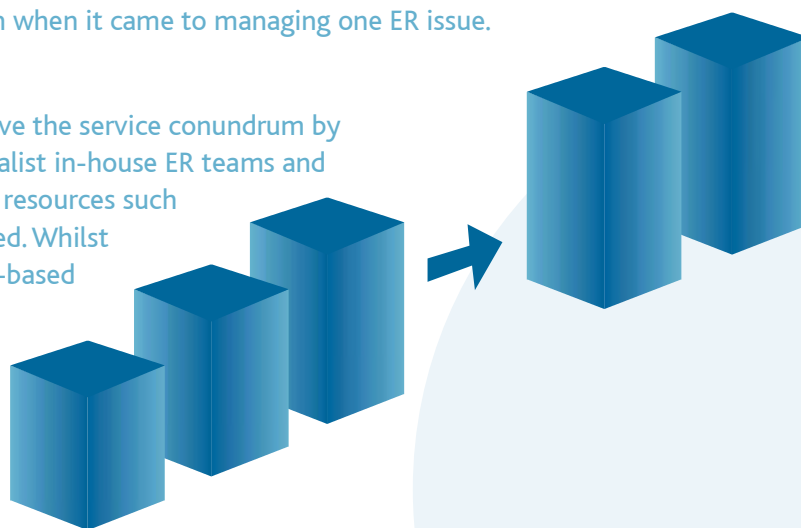 when it came to managing one ER issue.
ve the service conundrum by
alist in-house ER teams and
resources such
ed. Whilst
-based